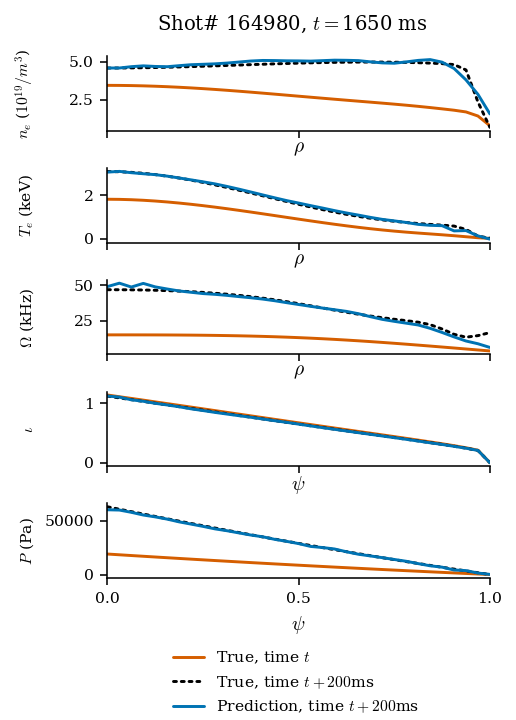 Shot# 164980, t = 1650 ms
n_e (10^19/m^3)
5.0
2.5
ρ
T_e (keV)
2
0
ρ
Ω (kHz)
50
25
ρ
ι
1
0
ψ
P (Pa)
50000
0
0.0 0.5 1.0
ψ
True, time t
True, time t + 200ms
Prediction, time t + 200ms